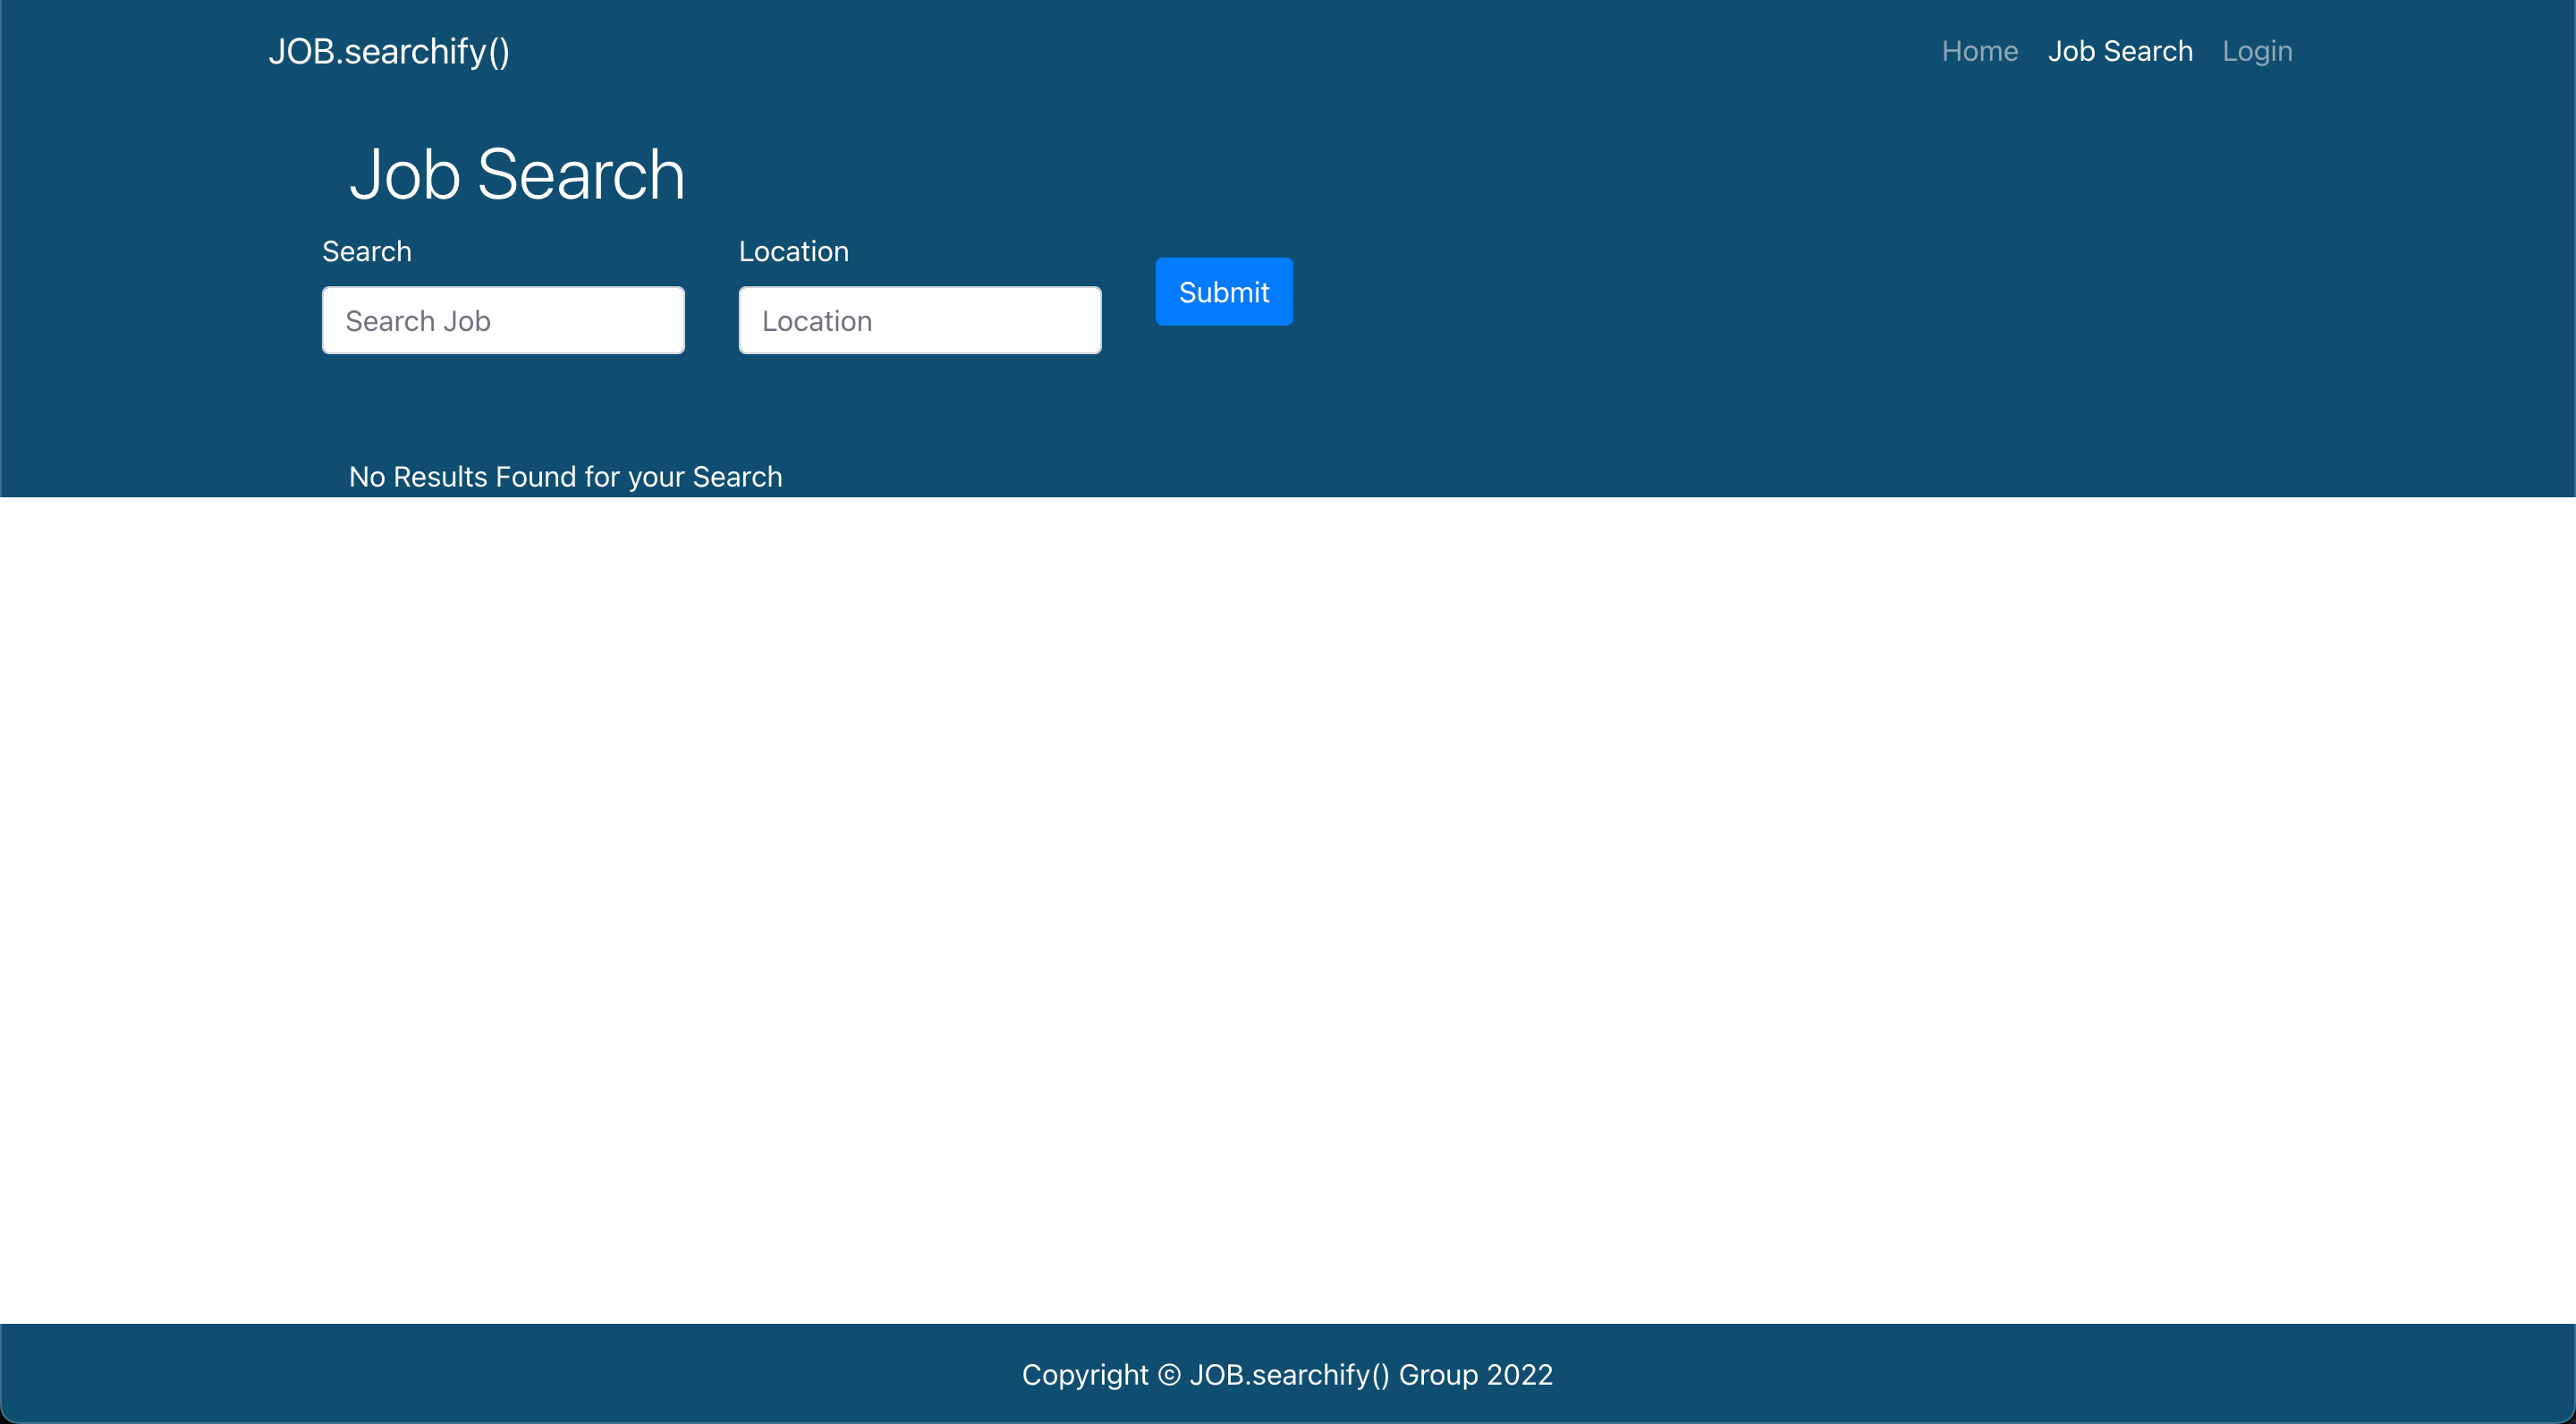 JOB.searchify()
Home Job Search Login
Job Search
Search Location
Search Job Location Submit
No Results Found for your Search
Copyright © JOB.searchify() Group 2022